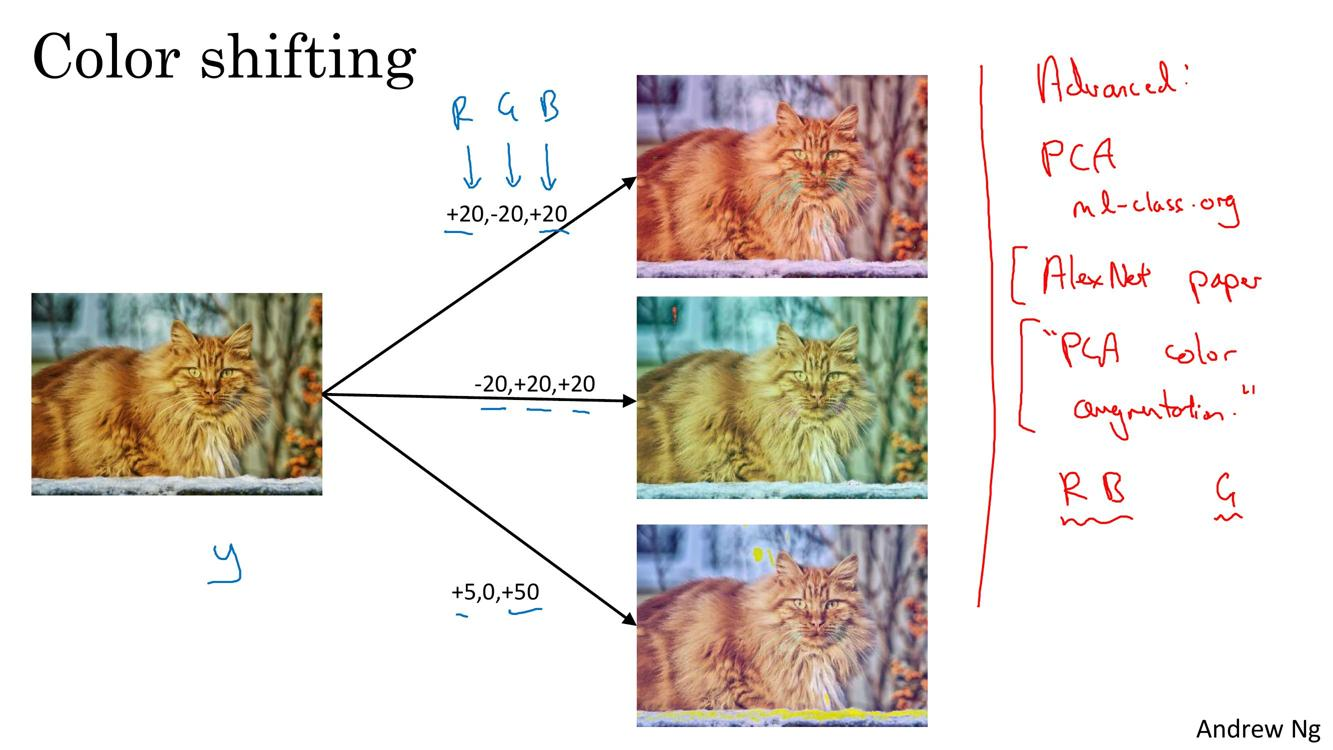 Color shifting
R G B
+20,-20,+20
-20,+20,+20
+5,0,+50
y
Advanced:
PCA
ml-class.org
AlexNet paper
"PCA color
augmentation."
R B G
Andrew Ng